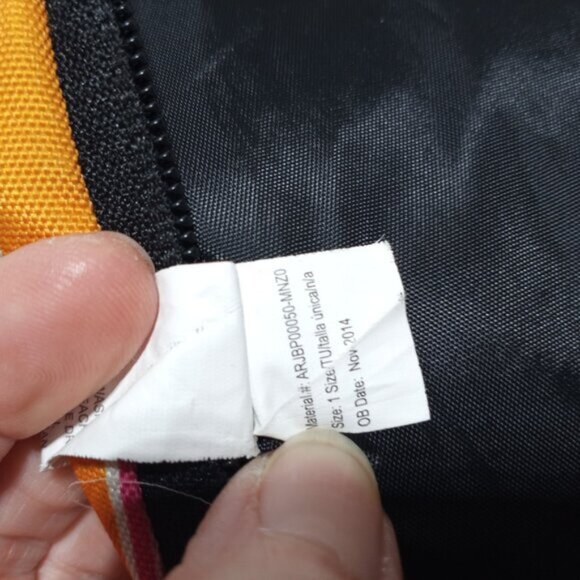 Material #: ARJBP00050-MNZ0
Size: 1 Size/TU/talla única/n/a
OB Date: Nov 2014